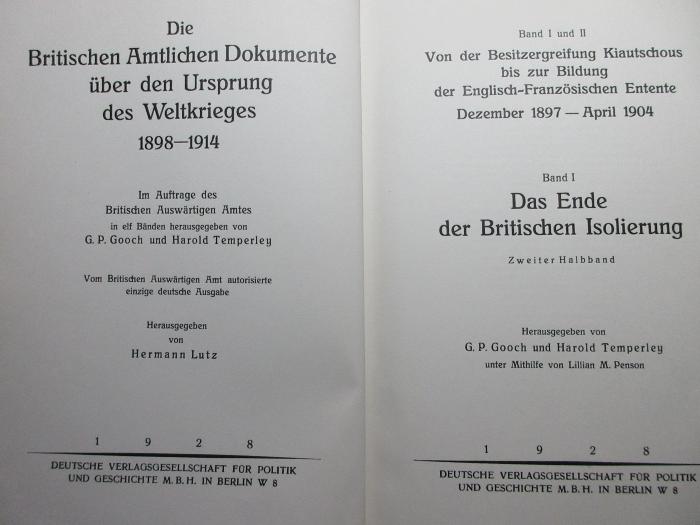 Die
Britischen Amtlichen Dokumente
über den Ursprung
des Weltkrieges
1898—1914
Im Auftrage des
Britischen Auswärtigen Amtes
in elf Bänden herausgegeben von
G. P. Gooch und Harold Temperley
Vom Britischen Auswärtigen Amt autorisierte
einzige deutsche Ausgabe
Herausgegeben
von
Hermann Lutz
1 9 2 8
DEUTSCHE VERLAGSGESELLSCHAFT FÜR POLITIK
UND GESCHICHTE M. B. H. IN BERLIN W 8
Band I und II
Von der Besitzergreifung Kiautschous
bis zur Bildung
der Englisch-Französischen Entente
Dezember 1897 — April 1904
Band I
Das Ende
der Britischen Isolierung
Zweiter Halbband
Herausgegeben von
G. P. Gooch und Harold Temperley
unter Mithilfe von Lillian M. Penson
1 9 2 8
DEUTSCHE VERLAGSGESELLSCHAFT FÜR POLITIK
UND GESCHICHTE M. B. H. IN BERLIN W 8